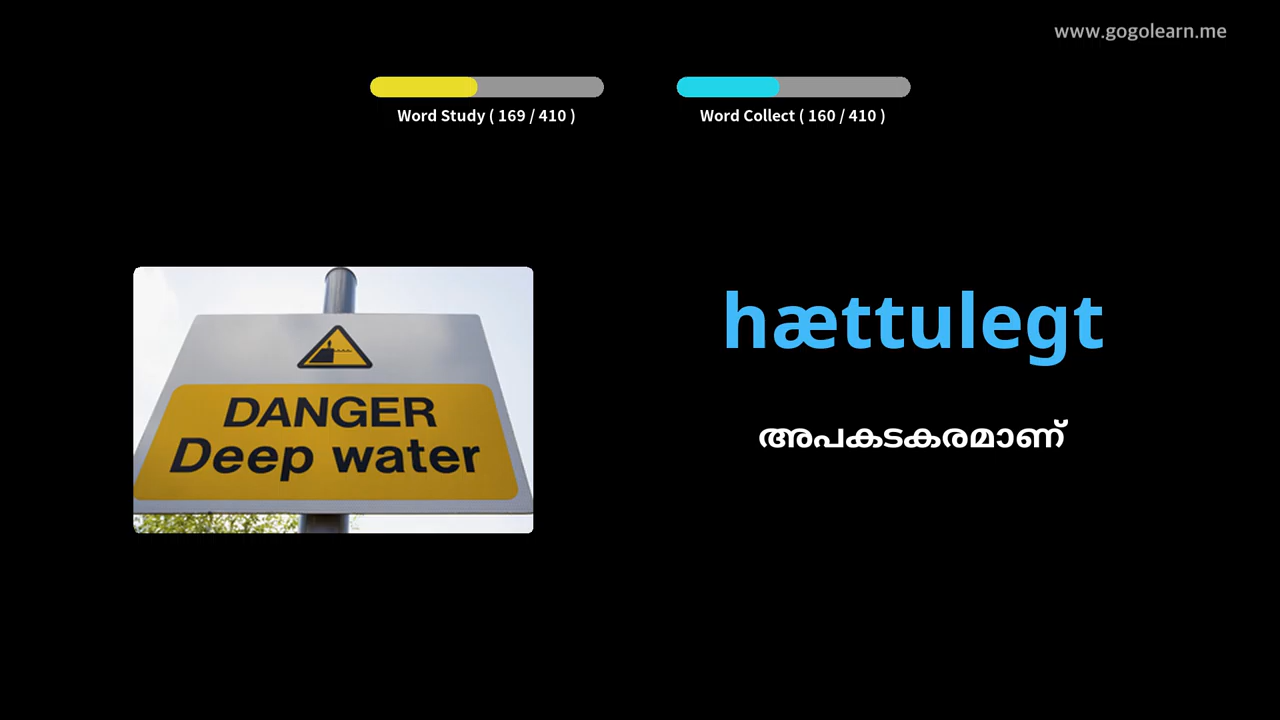 www.gogolearn.me
Word Study ( 169 / 410 )
Word Collect ( 160 / 410 )
DANGER
Deep water
hættulegt
അപകടകരമാണ്